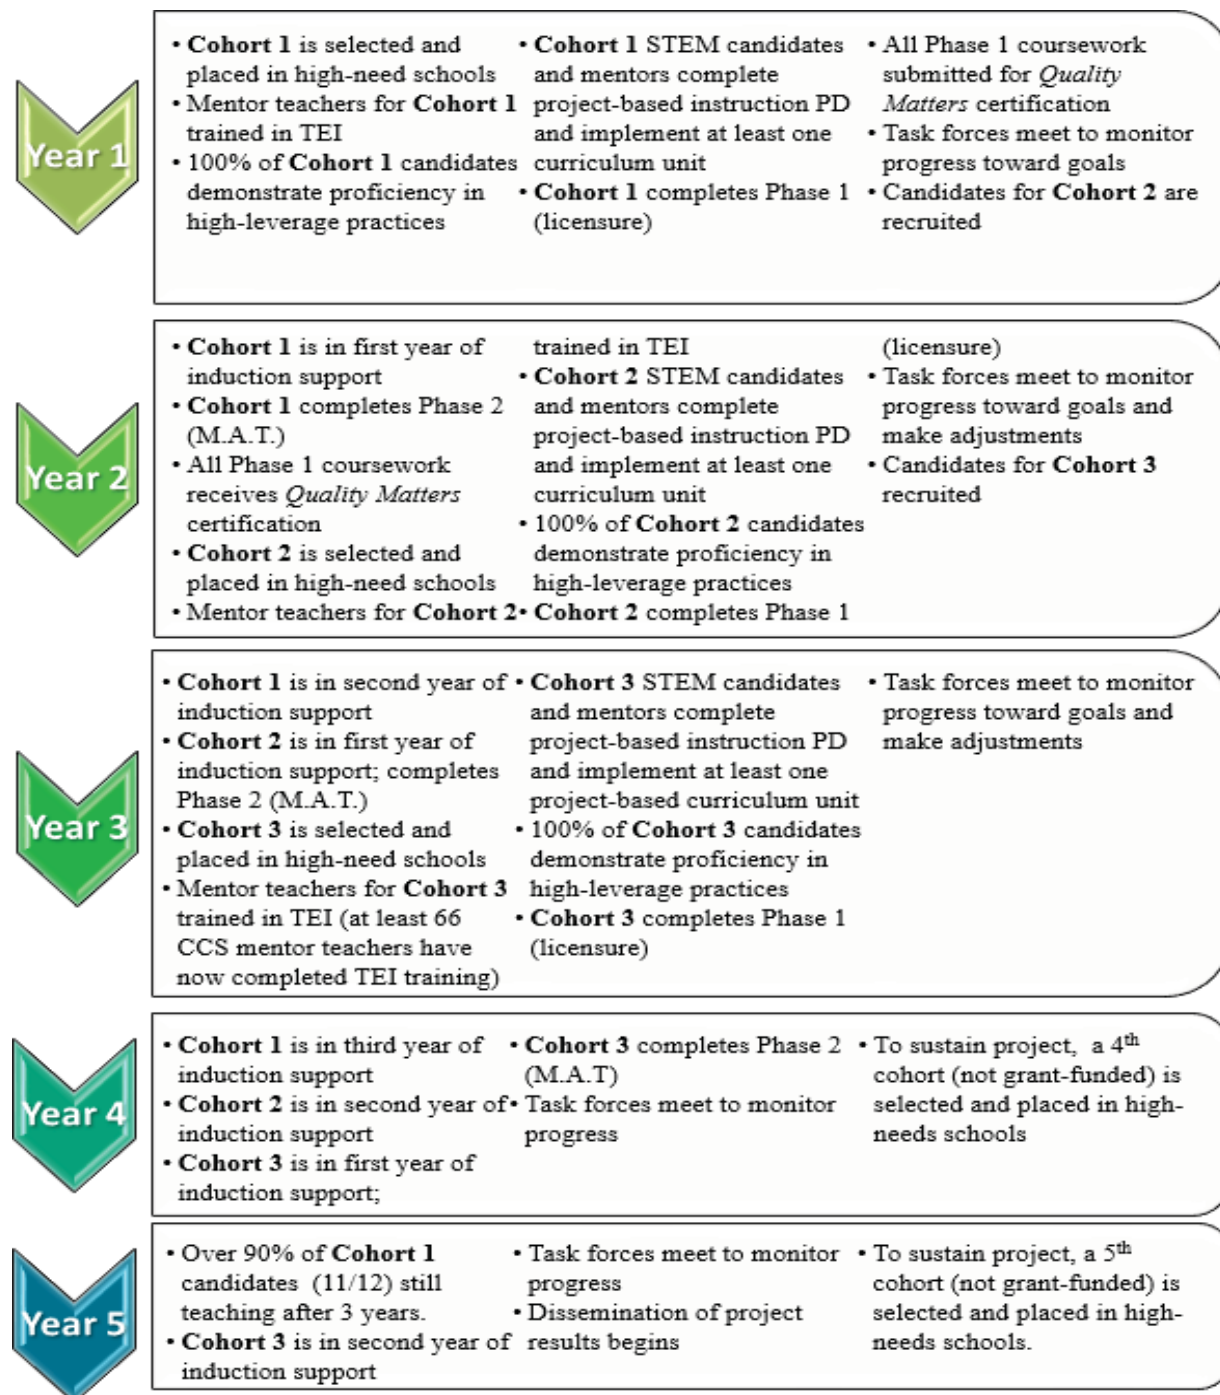 Year 1
• Cohort 1 is selected and
placed in high-need schools
• Mentor teachers for Cohort 1
trained in TEI
• 100% of Cohort 1 candidates
demonstrate proficiency in
high-leverage practices
• Cohort 1 STEM candidates
and mentors complete
project-based instruction PD
and implement at least one
curriculum unit
• Cohort 1 completes Phase 1
(licensure)
• All Phase 1 coursework
submitted for Quality
Matters certification
• Task forces meet to monitor
progress toward goals
• Candidates for Cohort 2 are
recruited
Year 2
• Cohort 1 is in first year of
induction support
• Cohort 1 completes Phase 2
(M.A.T.)
• All Phase 1 coursework
receives Quality Matters
certification
• Cohort 2 is selected and
placed in high-need schools
• Mentor teachers for Cohort 2
trained in TEI
• Cohort 2 STEM candidates
and mentors complete
project-based instruction PD
and implement at least one
curriculum unit
• 100% of Cohort 2 candidates
demonstrate proficiency in
high-leverage practices
• Cohort 2 completes Phase 1
(licensure)
• Task forces meet to monitor
progress toward goals and
make adjustments
• Candidates for Cohort 3
recruited
Year 3
• Cohort 1 is in second year of
induction support
• Cohort 2 is in first year of
induction support; completes
Phase 2 (M.A.T.)
• Cohort 3 is selected and
placed in high-need schools
• Mentor teachers for Cohort 3
trained in TEI (at least 66
CCS mentor teachers have
now completed TEI training)
• Cohort 3 STEM candidates
and mentors complete
project-based instruction PD
and implement at least one
project-based curriculum unit
• 100% of Cohort 3 candidates
demonstrate proficiency in
high-leverage practices
• Cohort 3 completes Phase 1
(licensure)
• Task forces meet to monitor
progress toward goals and
make adjustments
Year 4
• Cohort 1 is in third year of
induction support
• Cohort 2 is in second year of
induction support
• Cohort 3 is in first year of
induction support;
• Cohort 3 completes Phase 2
(M.A.T)
• Task forces meet to monitor
progress
• To sustain project, a 4th
cohort (not grant-funded) is
selected and placed in high-
needs schools
Year 5
• Over 90% of Cohort 1
candidates (11/12) still
teaching after 3 years.
• Cohort 3 is in second year of
induction support
• Task forces meet to monitor
progress
• Dissemination of project
results begins
• To sustain project, a 5th
cohort (not grant-funded) is
selected and placed in high-
needs schools.